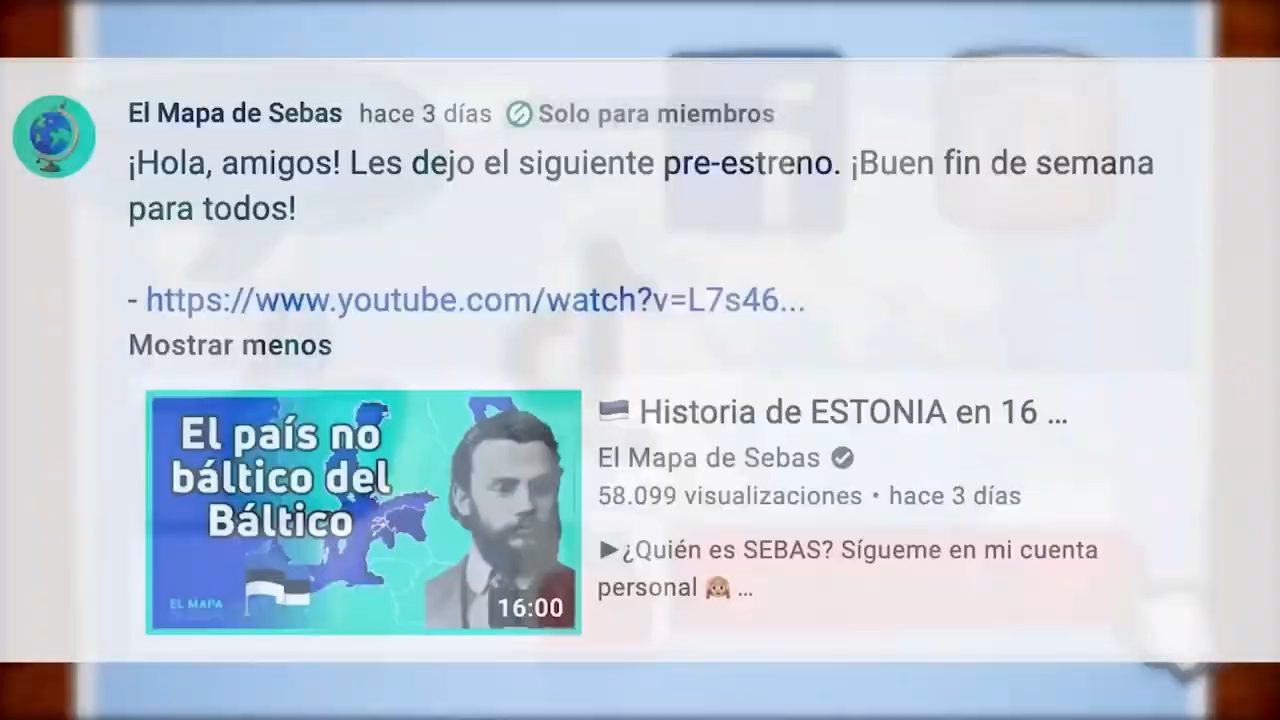 El Mapa de Sebas hace 3 días Solo para miembros
¡Hola, amigos! Les dejo el siguiente pre-estreno. ¡Buen fin de semana
para todos!
- https://www.youtube.com/watch?v=L7s46...
Mostrar menos
El país no
báltico del
Báltico
EL MAPA
16:00
Historia de ESTONIA en 16 ...
El Mapa de Sebas
58.099 visualizaciones • hace 3 días
►¿Quién es SEBAS? Sígueme en mi cuenta
personal ...